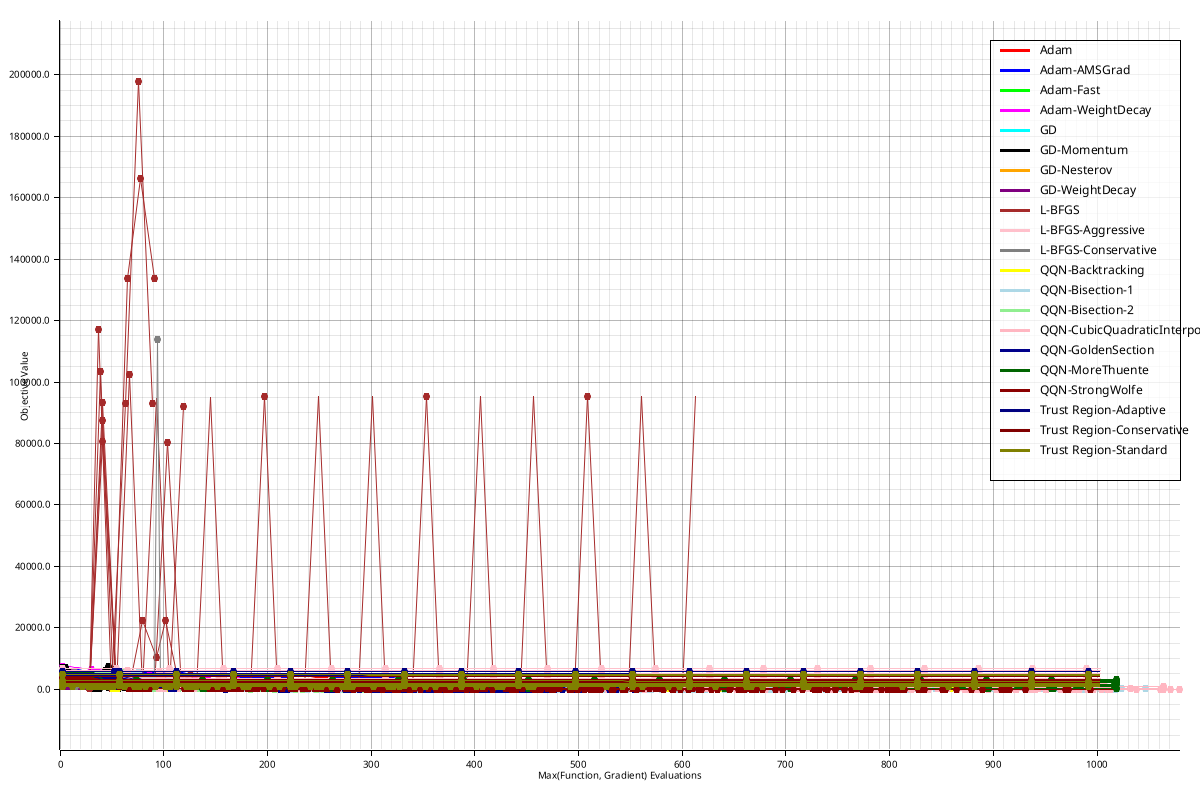 200000.0
180000.0
160000.0
140000.0
120000.0
100000.0
80000.0
60000.0
40000.0
20000.0
0.0
Objective Value
0 100 200 300 400 500 600 700 800 900 1000
Max(Function, Gradient) Evaluations
Adam
Adam-AMSGrad
Adam-Fast
Adam-WeightDecay
GD
GD-Momentum
GD-Nesterov
GD-WeightDecay
L-BFGS
L-BFGS-Aggressive
L-BFGS-Conservative
QQN-Backtracking
QQN-Bisection-1
QQN-Bisection-2
QQN-CubicQuadraticInterpo
QQN-GoldenSection
QQN-MoreThuente
QQN-StrongWolfe
Trust Region-Adaptive
Trust Region-Conservative
Trust Region-Standard